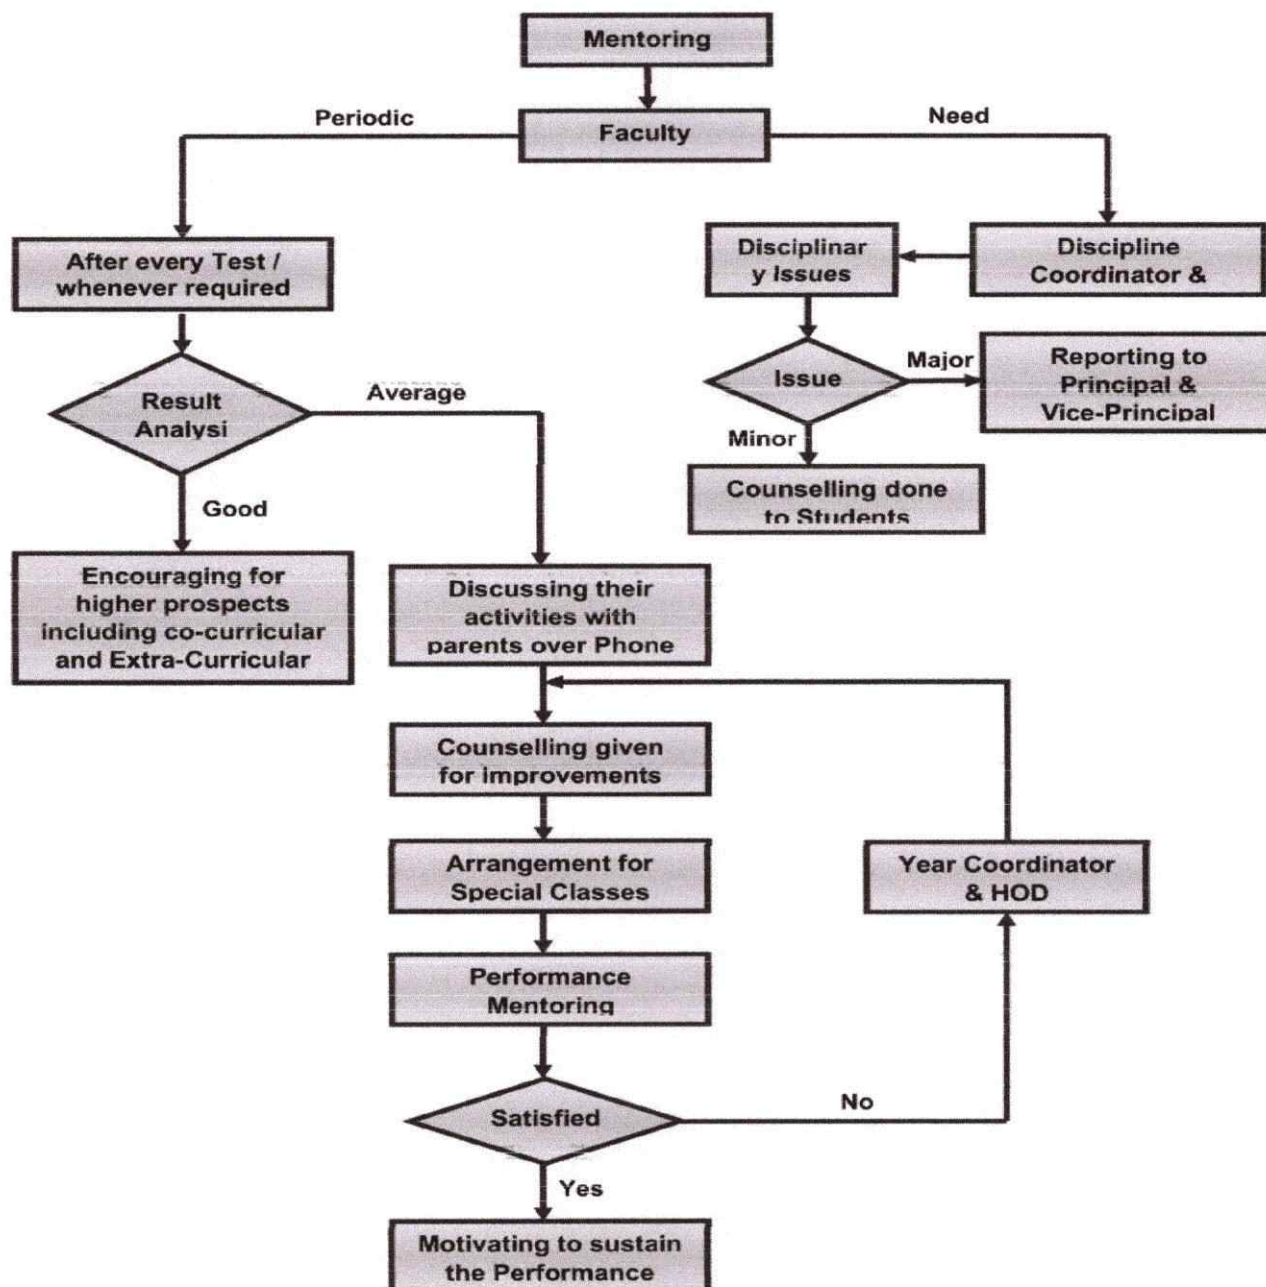 Mentoring
Periodic
Faculty
Need
After every Test /
whenever required
Disciplinar
y Issues
Discipline
Coordinator &
Result
Analysi
Average
Issue
Major
Reporting to
Principal &
Vice-Principal
Minor
Good
Counselling done
to Students
Encouraging for
higher prospects
including co-curricular
and Extra-Curricular
Discussing their
activities with
parents over Phone
Counselling given
for improvements
Arrangement for
Special Classes
Year Coordinator
& HOD
Performance
Mentoring
Satisfied
No
Yes
Motivating to sustain
the Performance